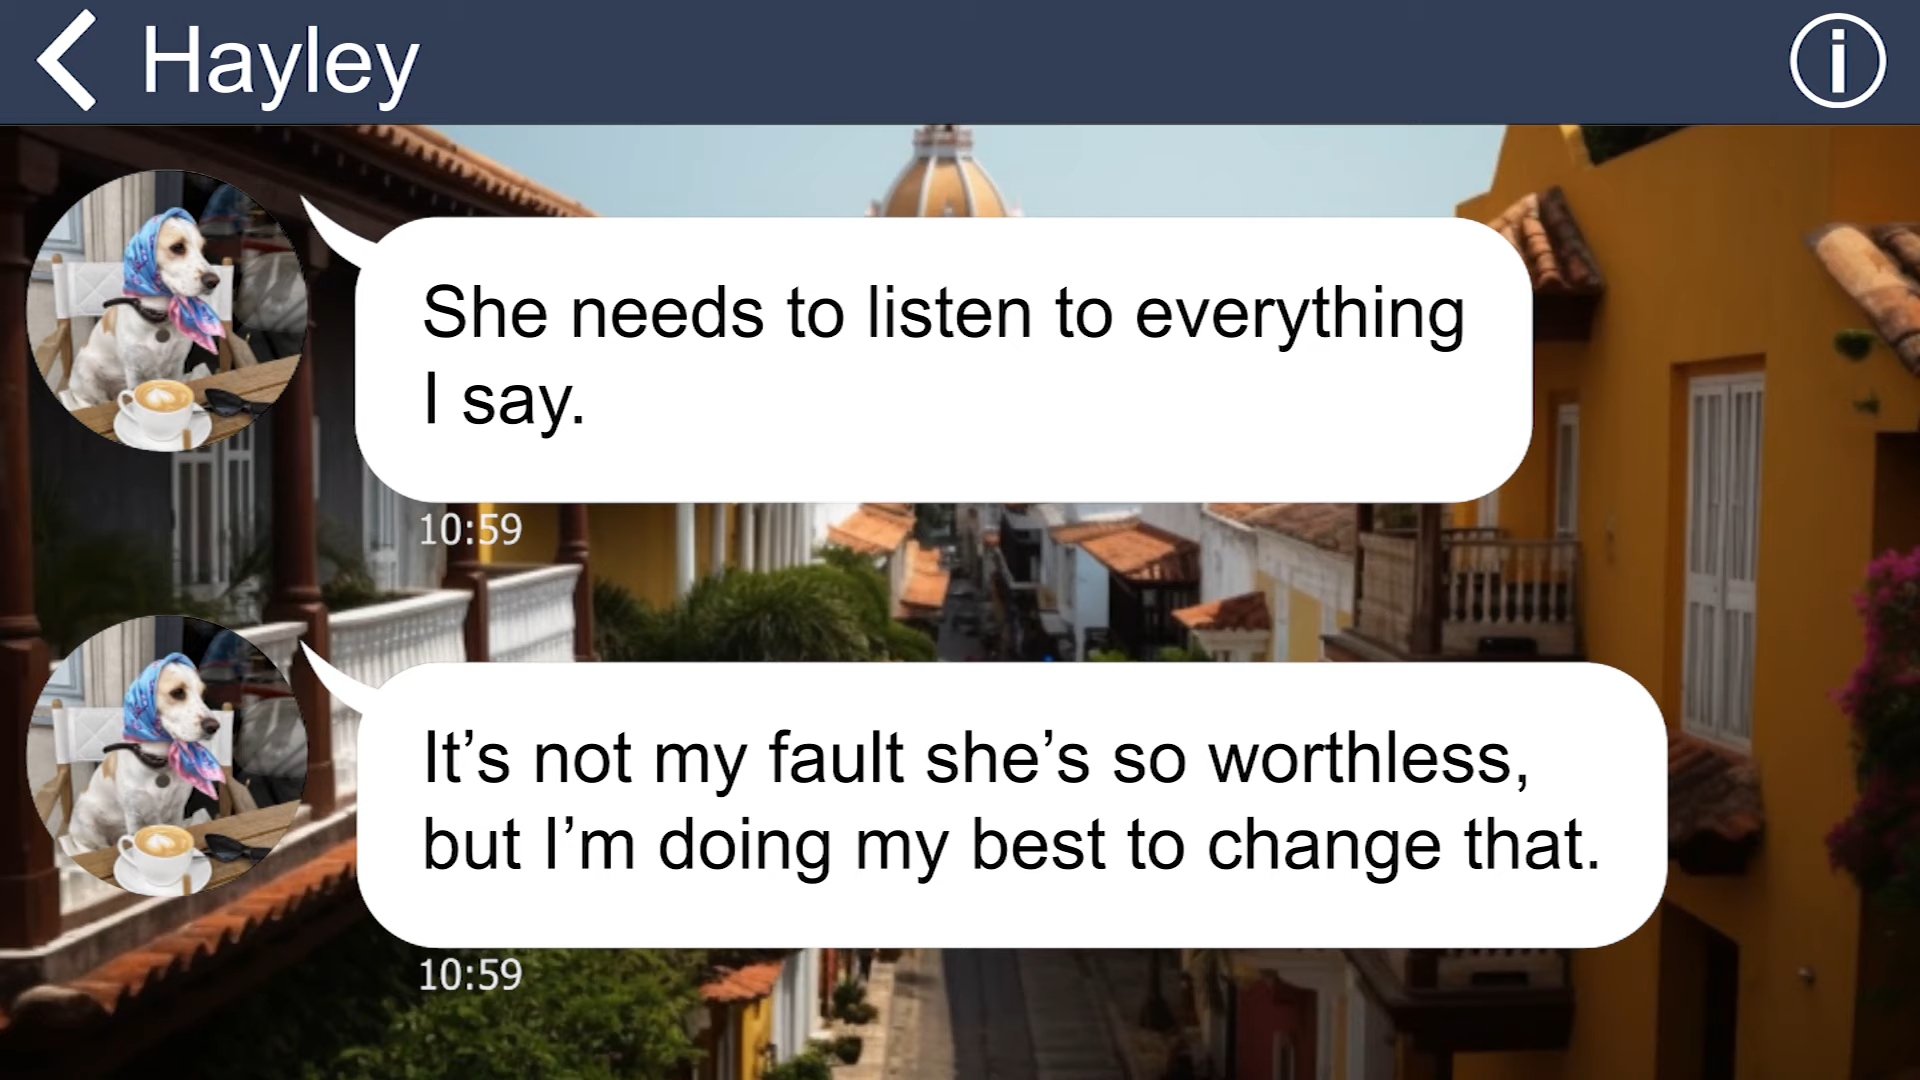 Hayley
She needs to listen to everything
I say.
10:59
It’s not my fault she’s so worthless,
but I’m doing my best to change that.
10:59